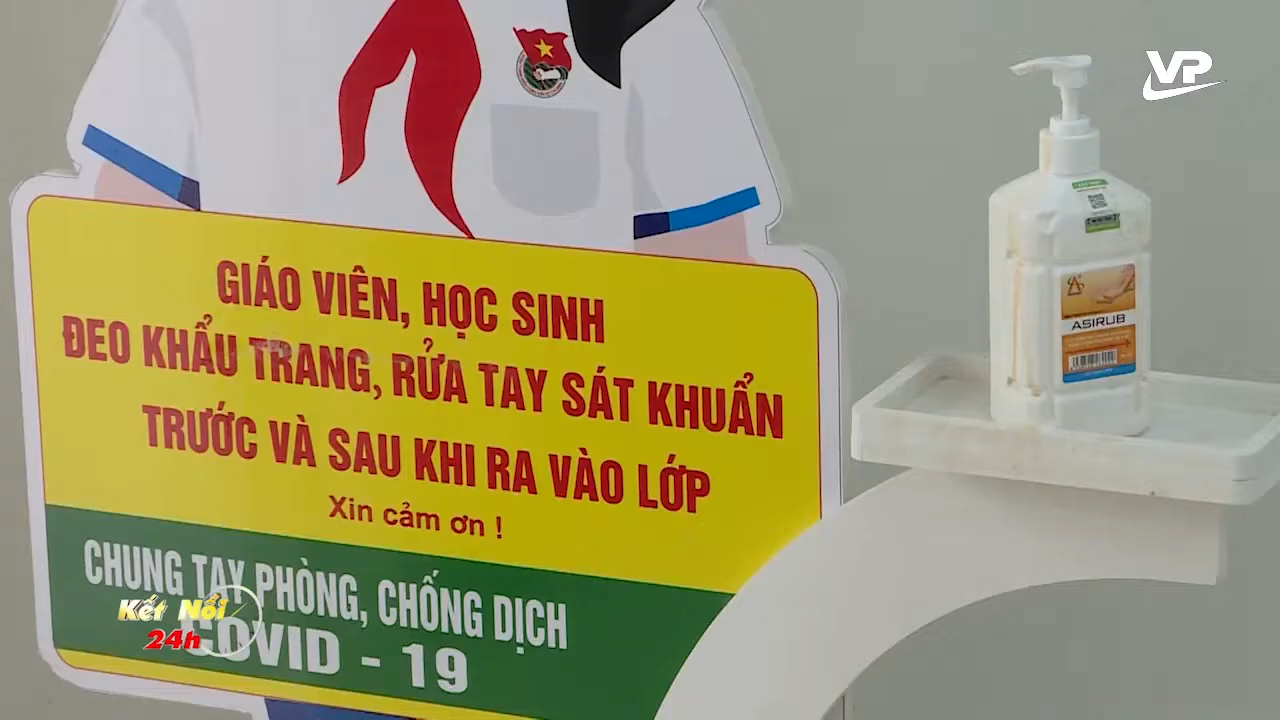 VP
GIÁO VIÊN, HỌC SINH
ĐEO KHẨU TRANG, RỬA TAY SÁT KHUẨN
TRƯỚC VÀ SAU KHI RA VÀO LỚP
Xin cảm ơn !
CHUNG TAY PHÒNG, CHỐNG DỊCH
COVID - 19
Kết Nối
24h
ASIRUB